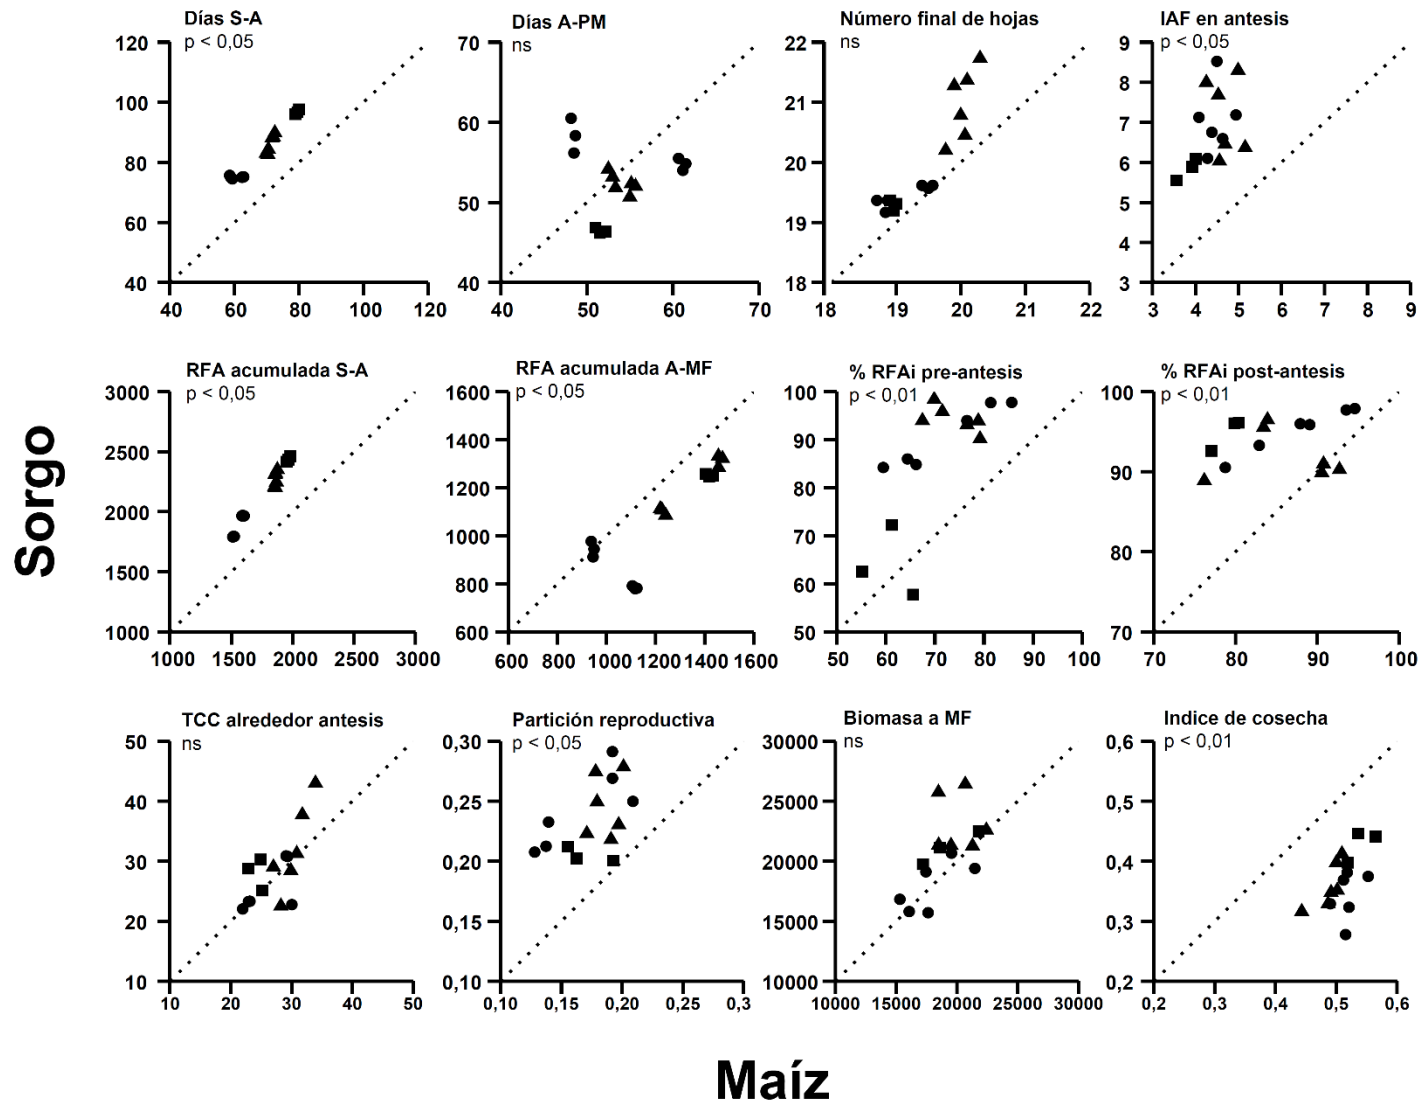 Días S-A
p < 0,05
120
100
80
60
40
40 60 80 100 120
Días A-PM
ns
70
60
50
40
40 50 60 70
Número final de hojas
ns
22
21
20
19
18
18 19 20 21 22
IAF en antesis
p < 0,05
9
8
7
6
5
4
3
3 4 5 6 7 8 9
Sorgo
RFA acumulada S-A
p < 0,05
3000
2500
2000
1500
1000
1000 1500 2000 2500 3000
RFA acumulada A-MF
p < 0,05
1600
1400
1200
1000
800
600
600 800 1000 1200 1400 1600
% RFAi pre-antesis
p < 0,01
100
90
80
70
60
50
50 60 70 80 90 100
% RFAi post-antesis
p < 0,01
100
90
80
70
70 80 90 100
TCC alrededor antesis
ns
50
40
30
20
10
10 20 30 40 50
Partición reproductiva
p < 0,05
0,30
0,25
0,20
0,15
0,10
0,10 0,15 0,20 0,25 0,3
Biomasa a MF
ns
30000
25000
20000
15000
10000
10000 15000 20000 25000 30000
Indice de cosecha
p < 0,01
0,6
0,5
0,4
0,3
0,2
0,2 0,3 0,4 0,5 0,6
Maíz